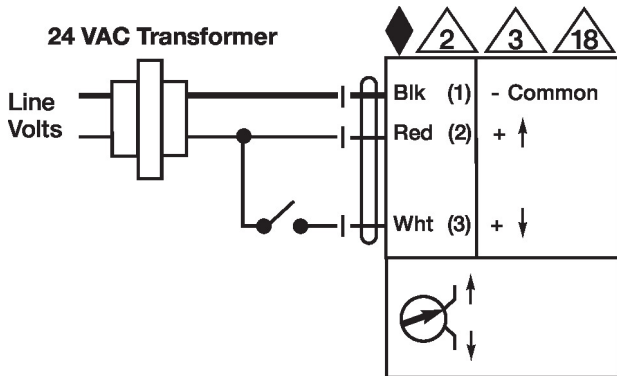 24 VAC Transformer
2 3 18
Line
Volts
Blk (1) - Common
Red (2) + ↑
Wht (3) + ↓